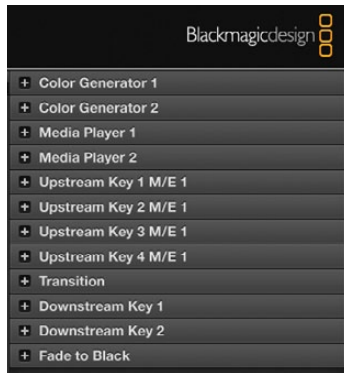 Blackmagicdesign
Color Generator 1
Color Generator 2
Media Player 1
Media Player 2
Upstream Key 1 M/E 1
Upstream Key 2 M/E 1
Upstream Key 3 M/E 1
Upstream Key 4 M/E 1
Transition
Downstream Key 1
Downstream Key 2
Fade to Black